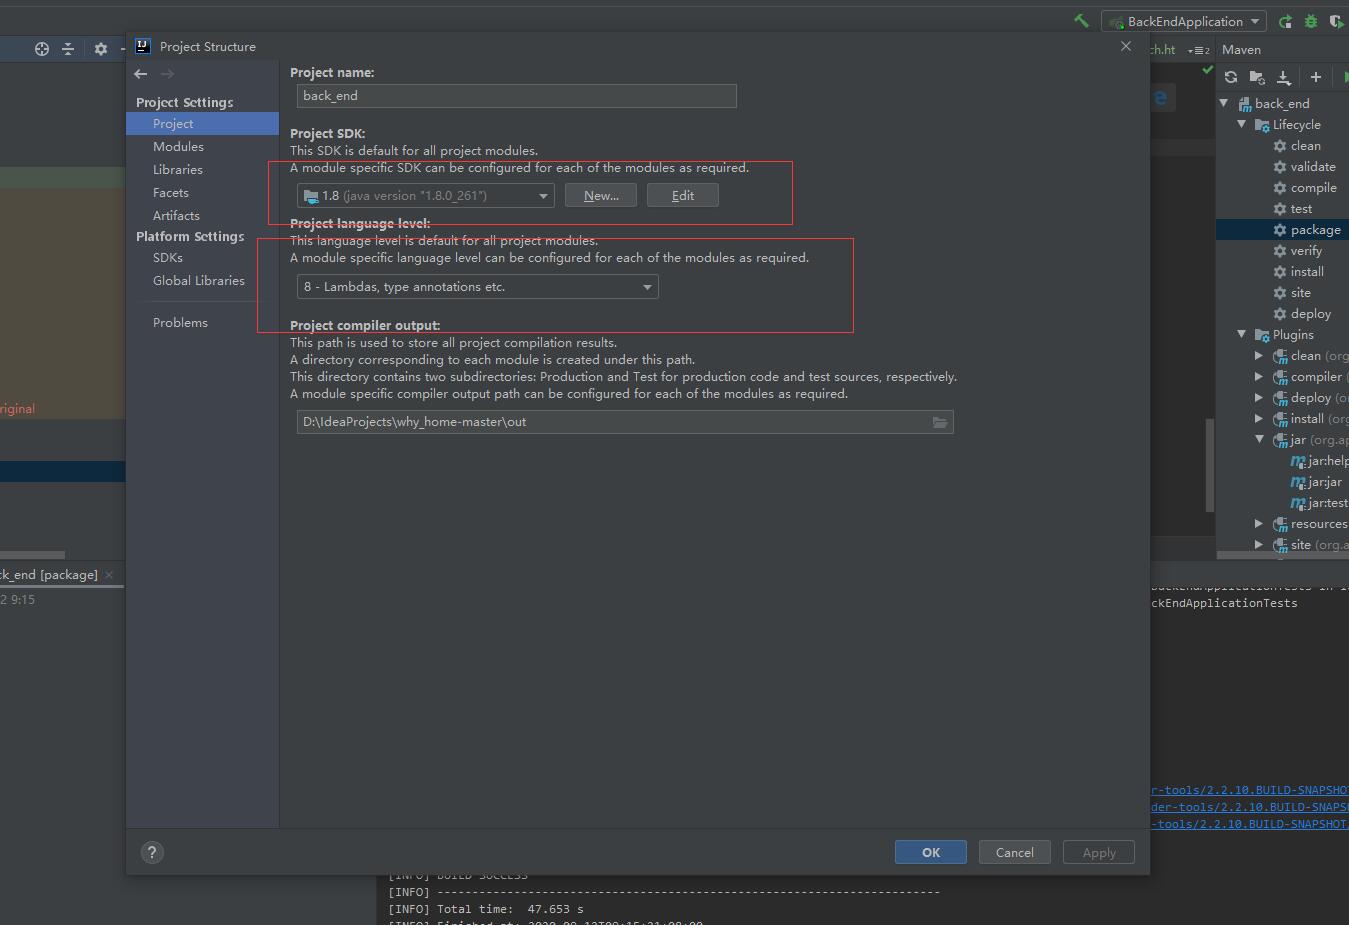 BackEndApplication
Project Structure
ch.ht
2
Maven
Project name:
back_end
Project Settings
Project
Modules
Libraries
Facets
Artifacts
Platform Settings
SDKs
Global Libraries
Problems
Project SDK:
This SDK is default for all project modules.
A module specific SDK can be configured for each of the modules as required.
1.8 (java version "1.8.0_261")
New...
Edit
Project language level:
This language level is default for all project modules.
A module specific language level can be configured for each of the modules as required.
8 - Lambdas, type annotations etc.
Project compiler output:
This path is used to store all project compilation results.
A directory corresponding to each module is created under this path.
This directory contains two subdirectories: Production and Test for production code and test sources, respectively.
A module specific compiler output path can be configured for each of the modules as required.
D:\IdeaProjects\why_home-master\out
?
OK
Cancel
Apply
back_end
Lifecycle
clean
validate
compile
test
package
verify
install
site
deploy
Plugins
clean (org
compiler (
deploy (o
install (org
jar (org.ap
jar:help
jar:jar
jar:test
resources
site (org.a
riginal
ck_end [package]
2 9:15
ckEndApplicationTests
r-tools/2.2.10.BUILD-SNAPSHO
der-tools/2.2.10.BUILD-SNAPS
-tools/2.2.10.BUILD-SNAPSHOT
[INFO] BUILD SUCCESS
[INFO] ------------------------------------------------------------------------
[INFO] Total time:  47.653 s